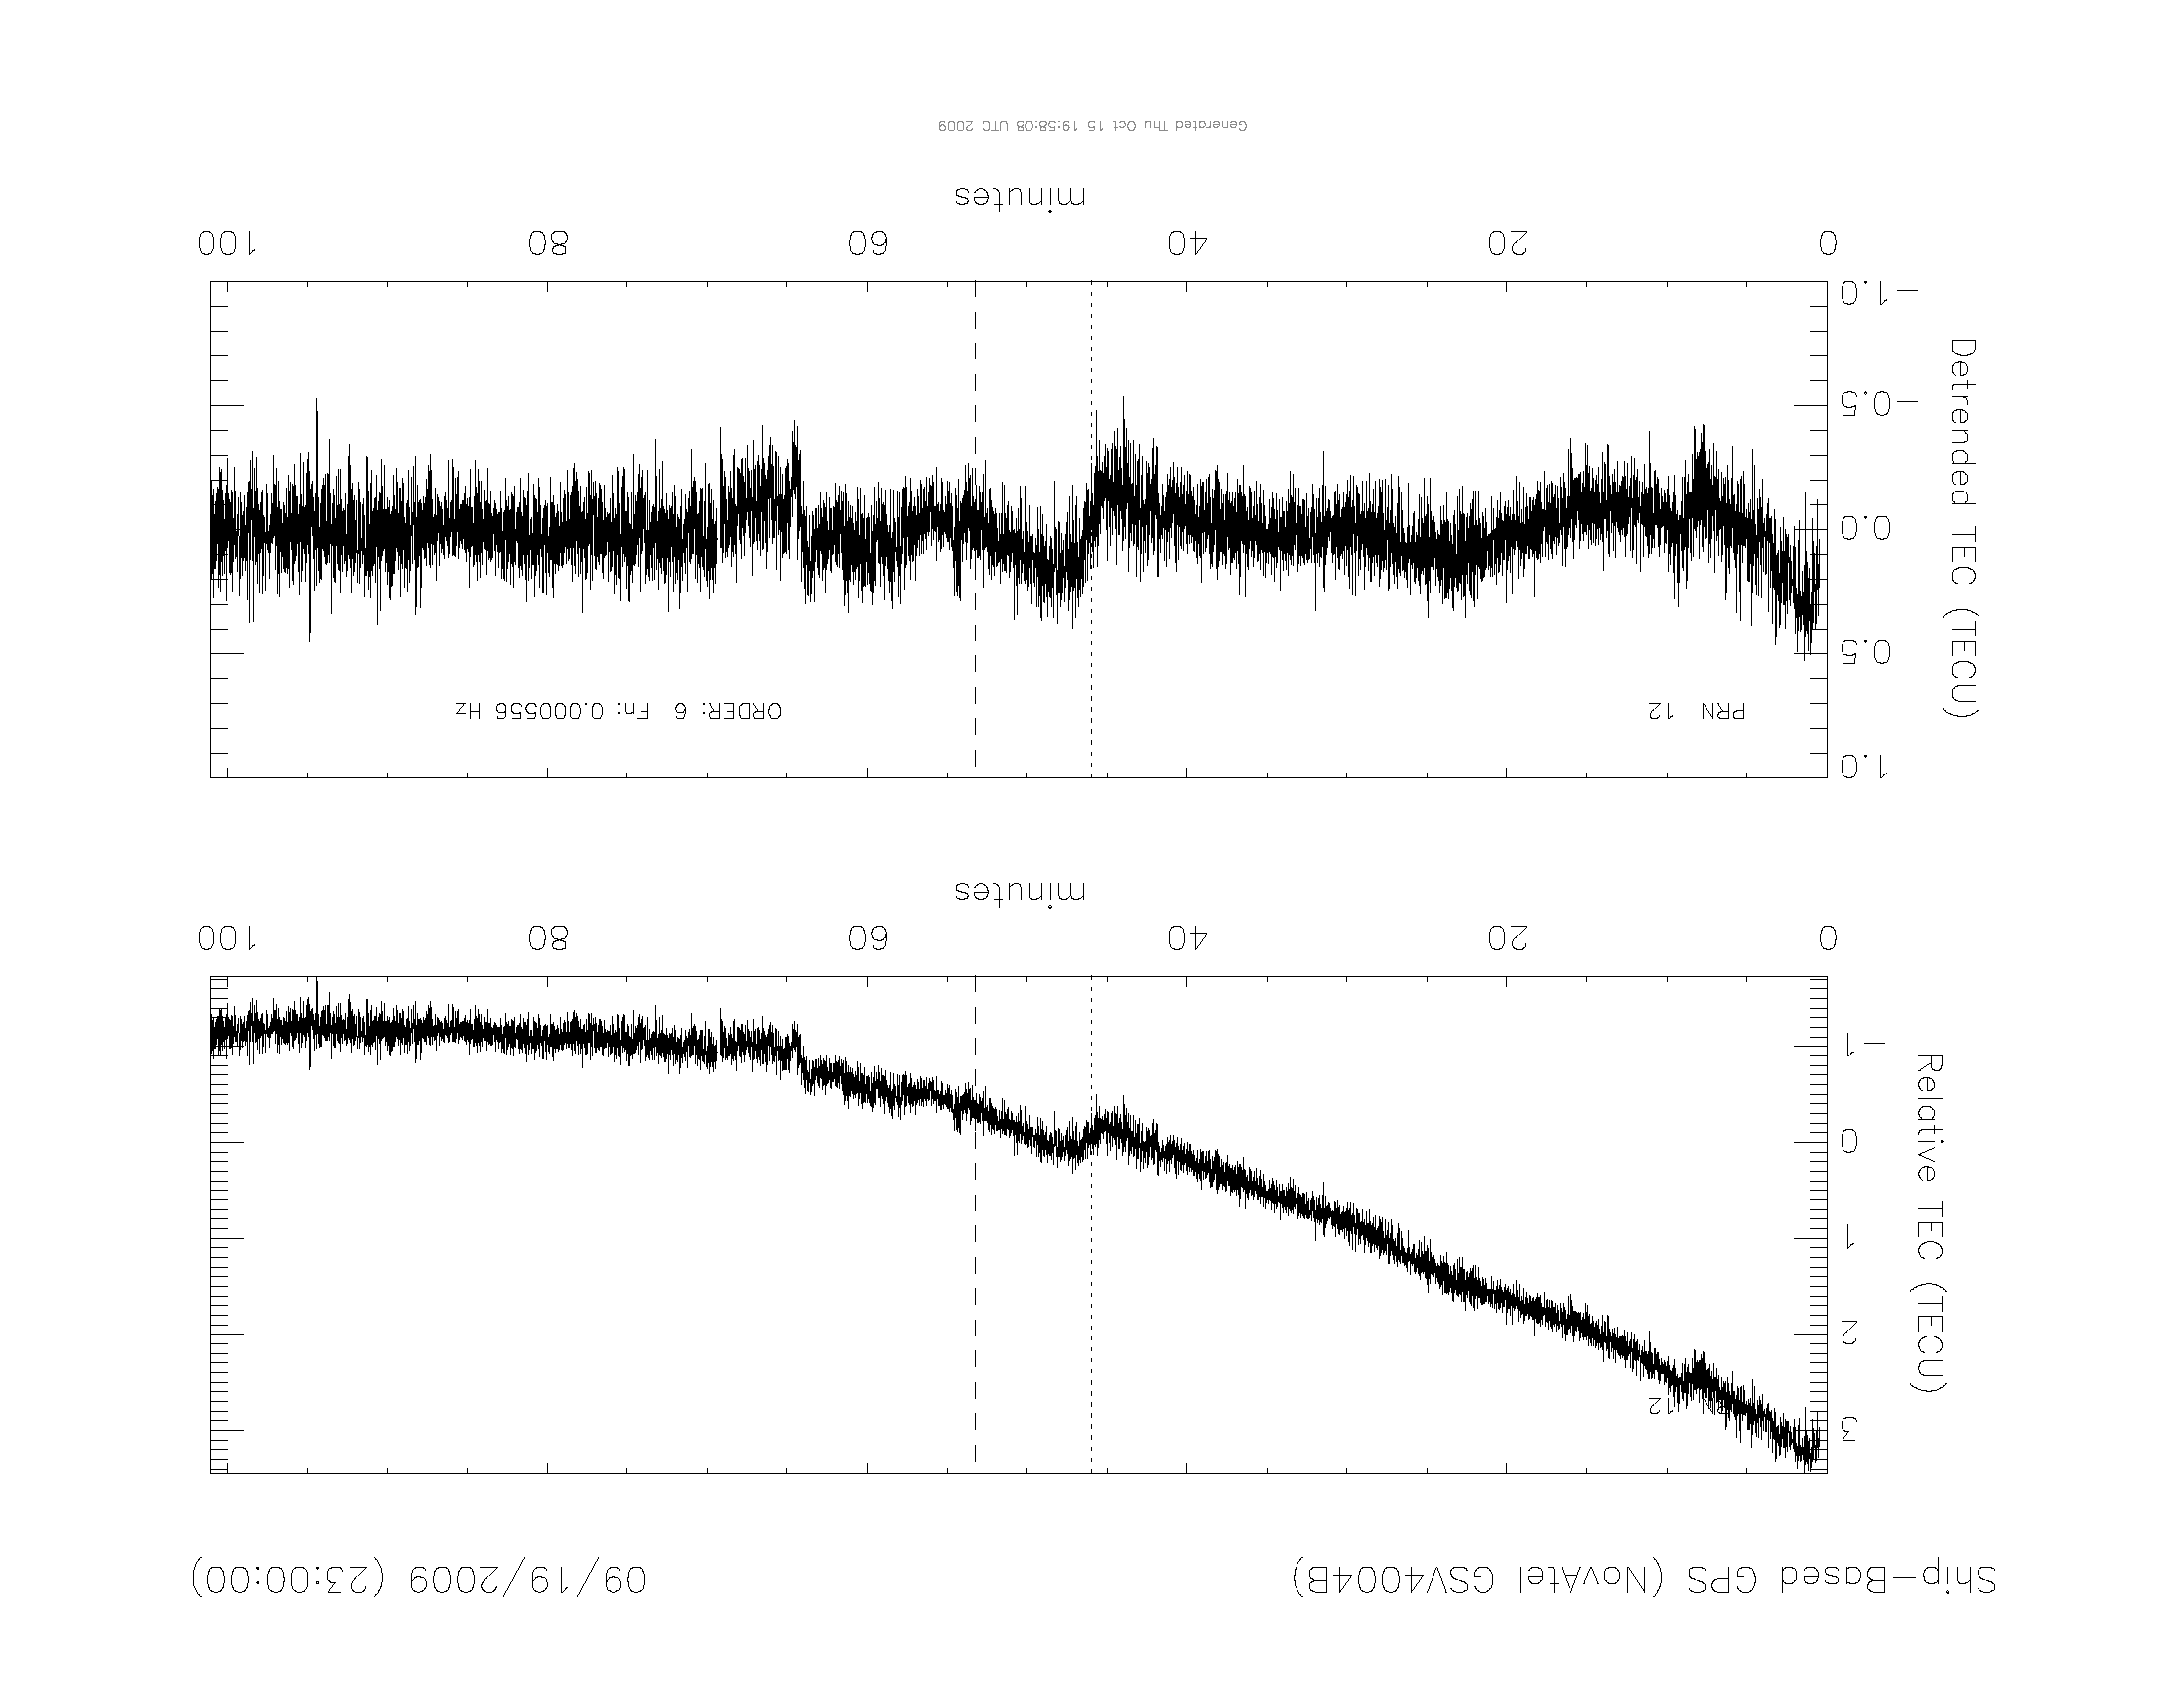 Ship-Based GPS (NovAtel GSV4004B) 09/19/2009 (23:00:00)
Relative TEC (TECU)
3
2
1
0
-1
PRN 12
0 20 40 60 80 100
minutes
Detrended TEC (TECU)
1.0
0.5
0.0
-0.5
-1.0
PRN 12 ORDER: 6 Fn: 0.000556 Hz
0 20 40 60 80 100
minutes
Generated Thu Oct 15 19:58:08 UTC 2009